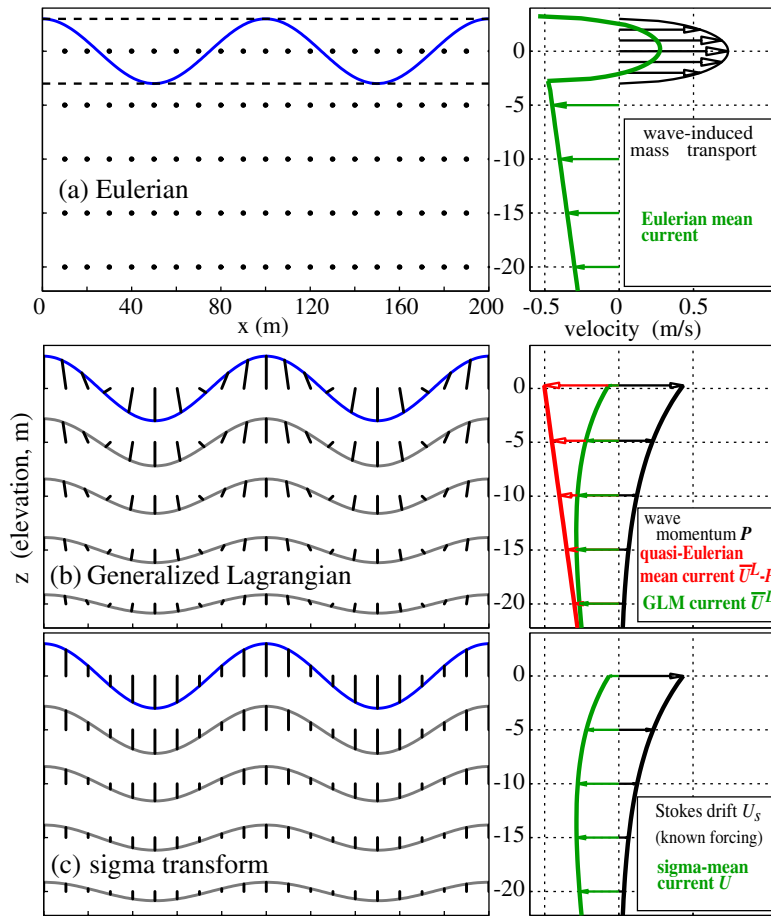 (a) Eulerian
0
40
80
120
160
200
x (m)
0
-5
-10
-15
-20
-0.5
0
0.5
velocity (m/s)
wave-induced
mass transport
Eulerian mean
current
z (elevation, m)
(b) Generalized Lagrangian
0
-5
-10
-15
-20
wave
momentum P
quasi-Eulerian
mean current U̅ᴸ-P
GLM current U̅ᴸ
(c) sigma transform
0
-5
-10
-15
-20
Stokes drift Uₛ
(known forcing)
sigma-mean
current U